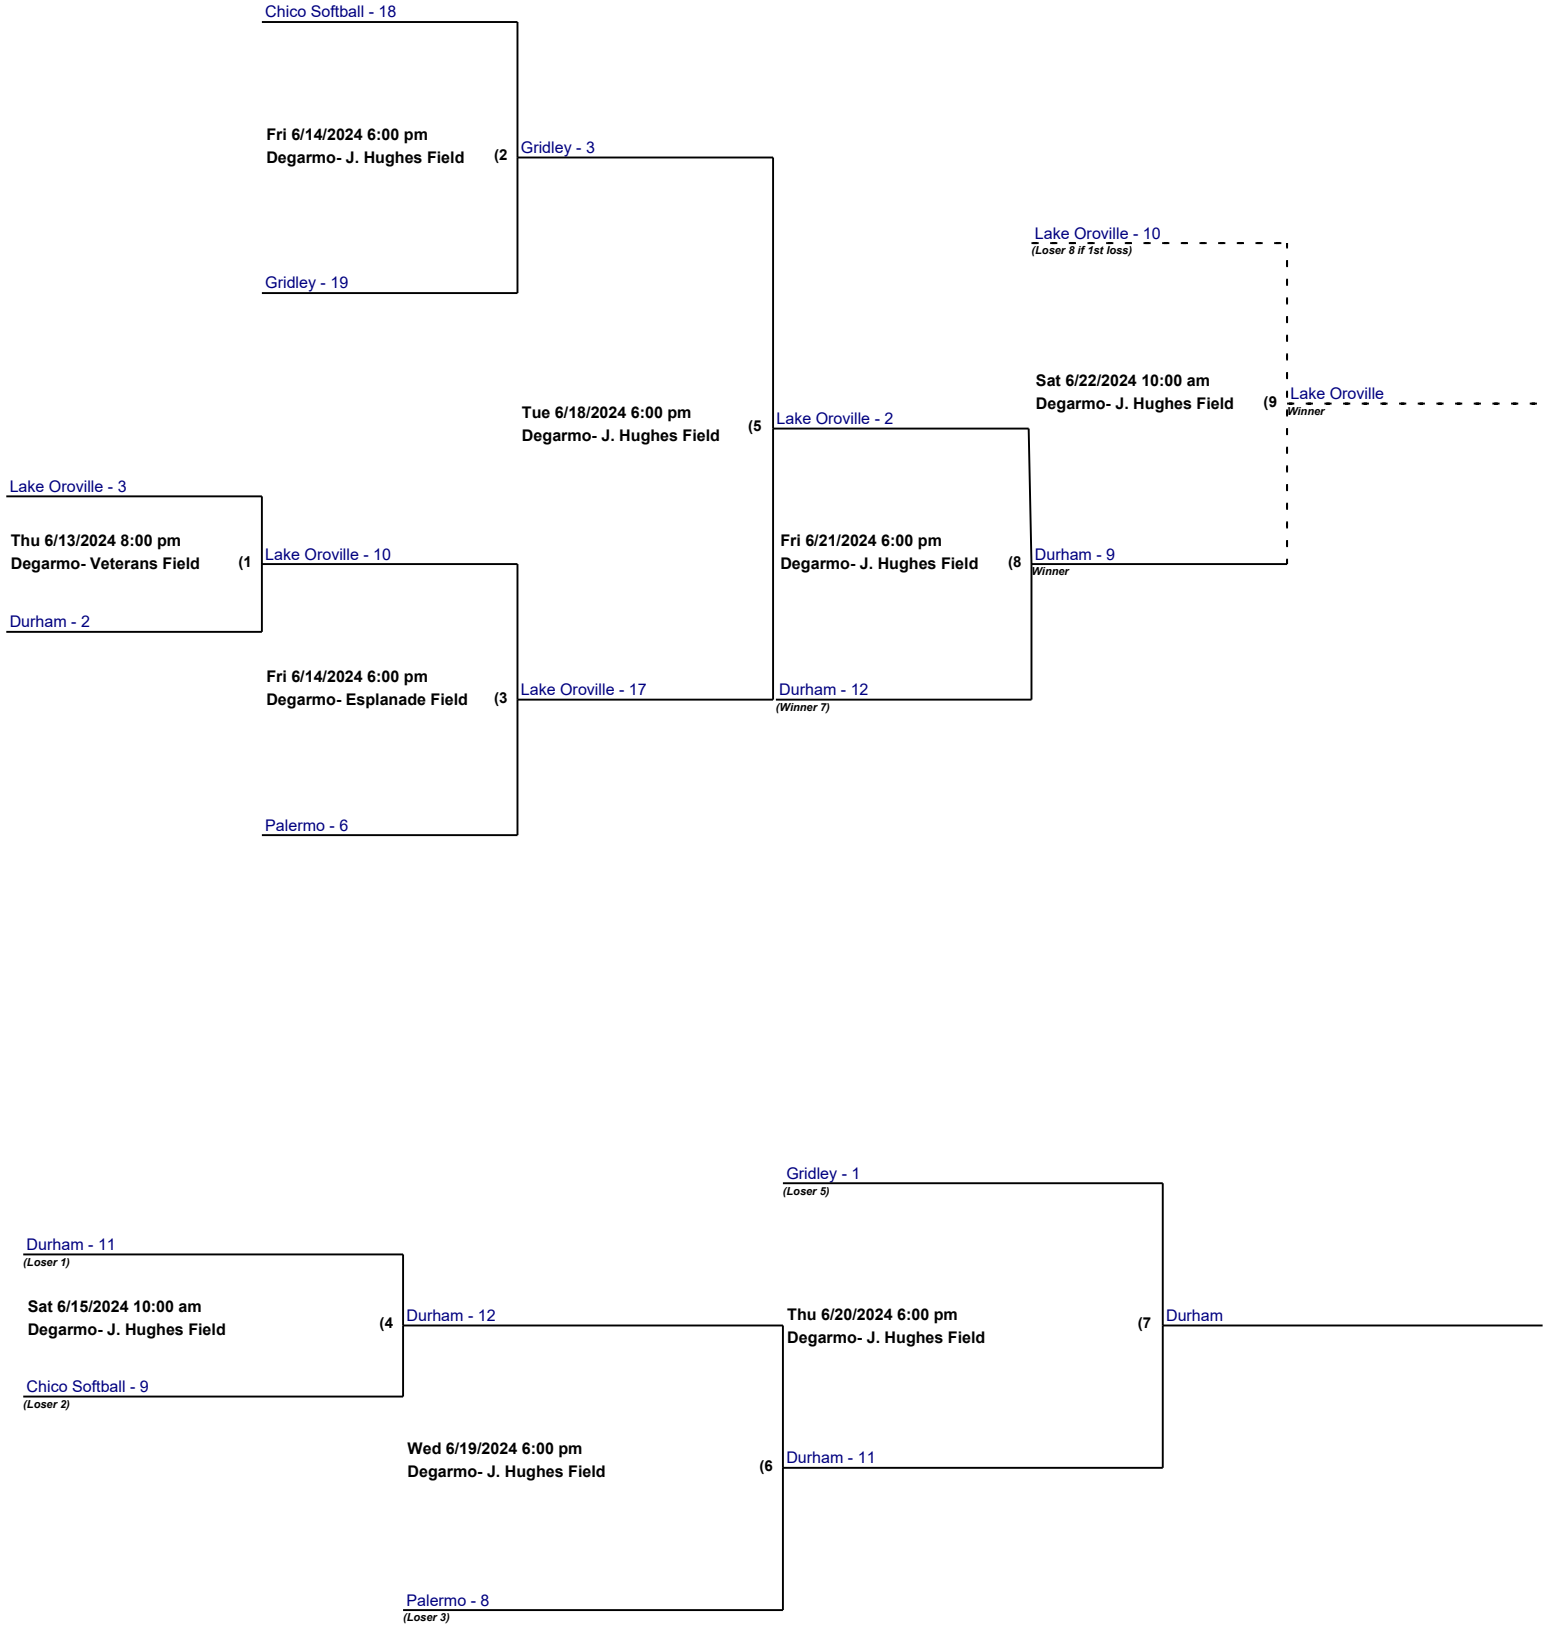 Chico Softball - 18
Fri 6/14/2024 6:00 pm
Degarmo- J. Hughes Field
(2
Gridley - 3
Gridley - 19
Lake Oroville - 10
(Loser 8 if 1st loss)
Sat 6/22/2024 10:00 am
Degarmo- J. Hughes Field
(9
Lake Oroville
Winner
Tue 6/18/2024 6:00 pm
Degarmo- J. Hughes Field
(5
Lake Oroville - 2
Lake Oroville - 3
Thu 6/13/2024 8:00 pm
Degarmo- Veterans Field
(1
Lake Oroville - 10
Durham - 2
Fri 6/21/2024 6:00 pm
Degarmo- J. Hughes Field
(8
Durham - 9
Winner
Fri 6/14/2024 6:00 pm
Degarmo- Esplanade Field
(3
Lake Oroville - 17
Durham - 12
(Winner 7)
Palermo - 6
Gridley - 1
(Loser 5)
Durham - 11
(Loser 1)
Sat 6/15/2024 10:00 am
Degarmo- J. Hughes Field
(4
Durham - 12
Thu 6/20/2024 6:00 pm
Degarmo- J. Hughes Field
(7
Durham
Chico Softball - 9
(Loser 2)
Wed 6/19/2024 6:00 pm
Degarmo- J. Hughes Field
(6
Durham - 11
Palermo - 8
(Loser 3)